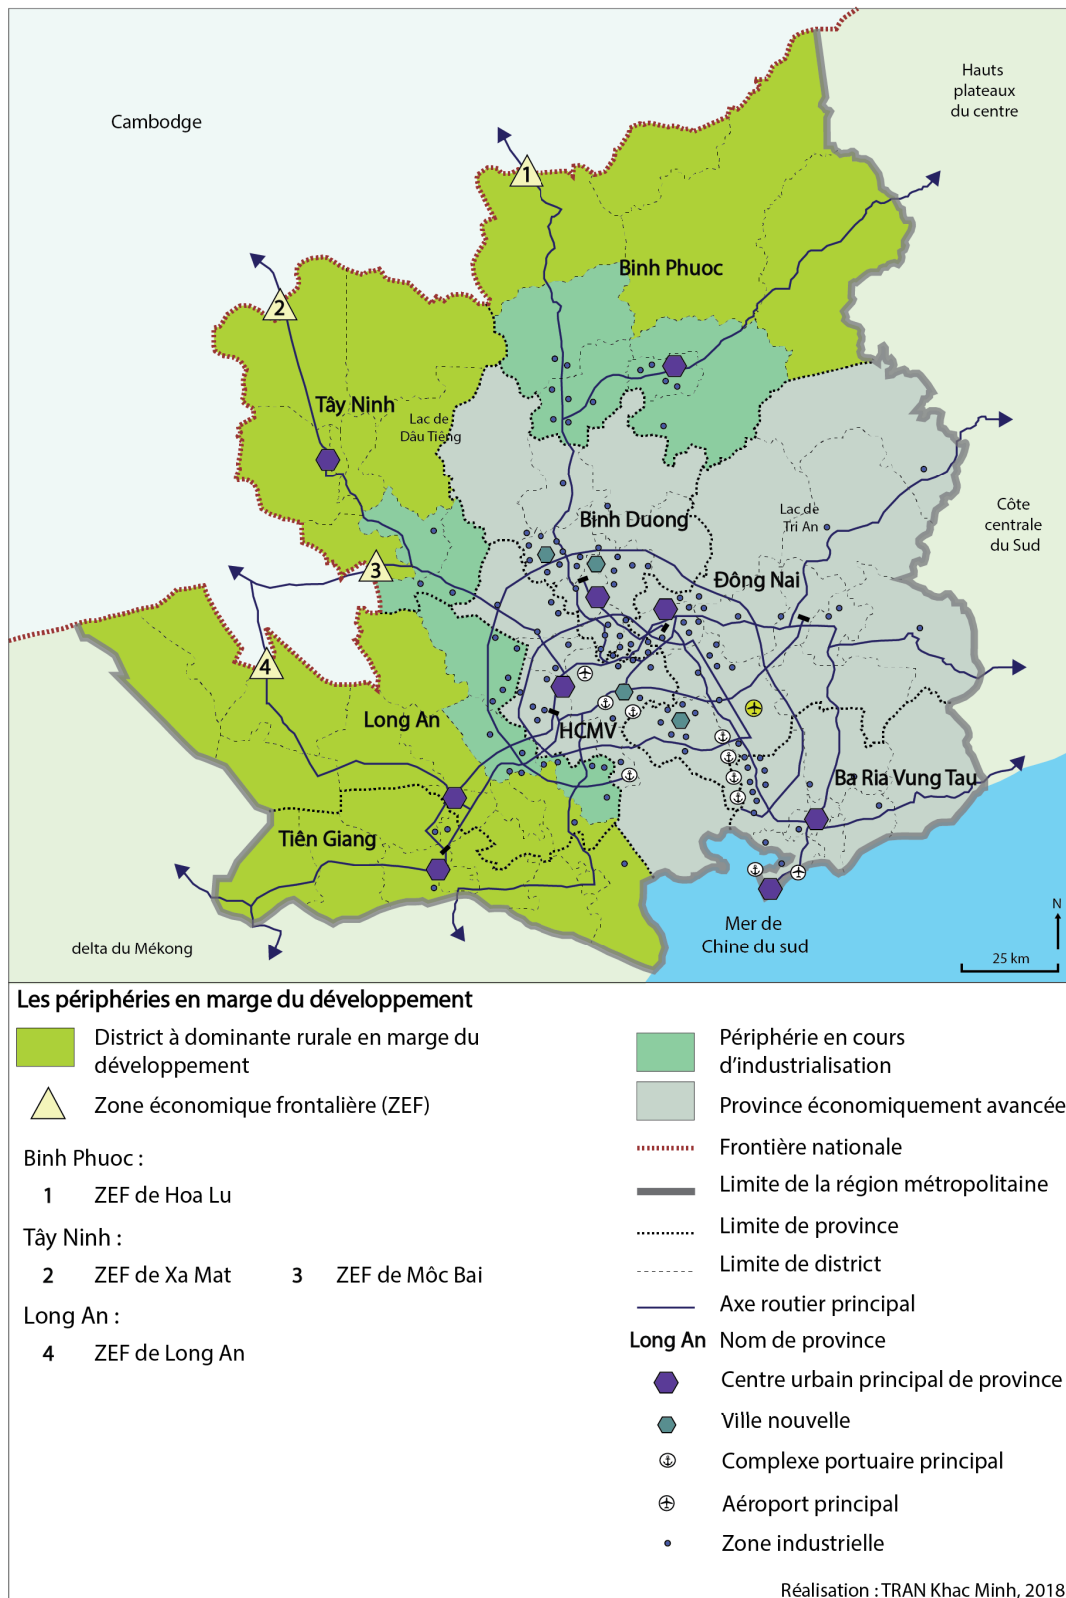 Cambodge
Hauts
plateaux
du centre
1
Binh Phuoc
2
Tây Ninh
Lac de
Dâu Tiêng
Lac de
Tri An
Côte
centrale
du Sud
Binh Duong
3
Đông Nai
4
Long An
HCMV
Ba Ria Vung Tau
Tiên Giang
Mer de
Chine du sud
delta du Mékong
N
25 km
Les périphéries en marge du développement
District à dominante rurale en marge du
développement
Zone économique frontalière (ZEF)
Binh Phuoc :
1 ZEF de Hoa Lu
Tây Ninh :
2 ZEF de Xa Mat 3 ZEF de Môc Bai
Long An :
4 ZEF de Long An
Périphérie en cours
d'industrialisation
Province économiquement avancée
Frontière nationale
Limite de la région métropolitaine
Limite de province
Limite de district
Axe routier principal
Long An Nom de province
Centre urbain principal de province
Ville nouvelle
Complexe portuaire principal
Aéroport principal
Zone industrielle
Réalisation : TRAN Khac Minh, 2018